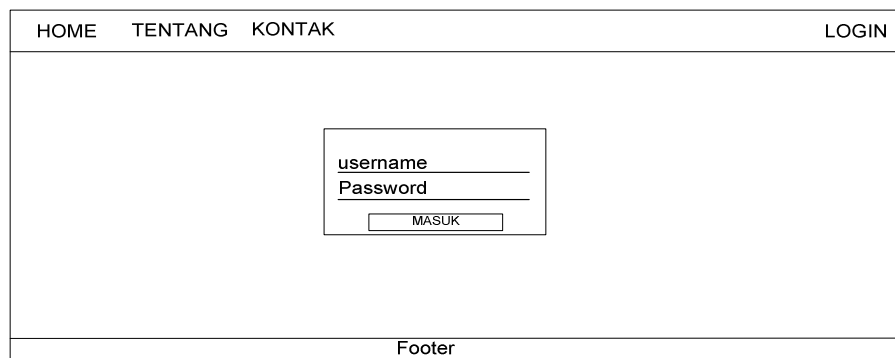 HOME TENTANG KONTAK LOGIN
username
Password
MASUK
Footer